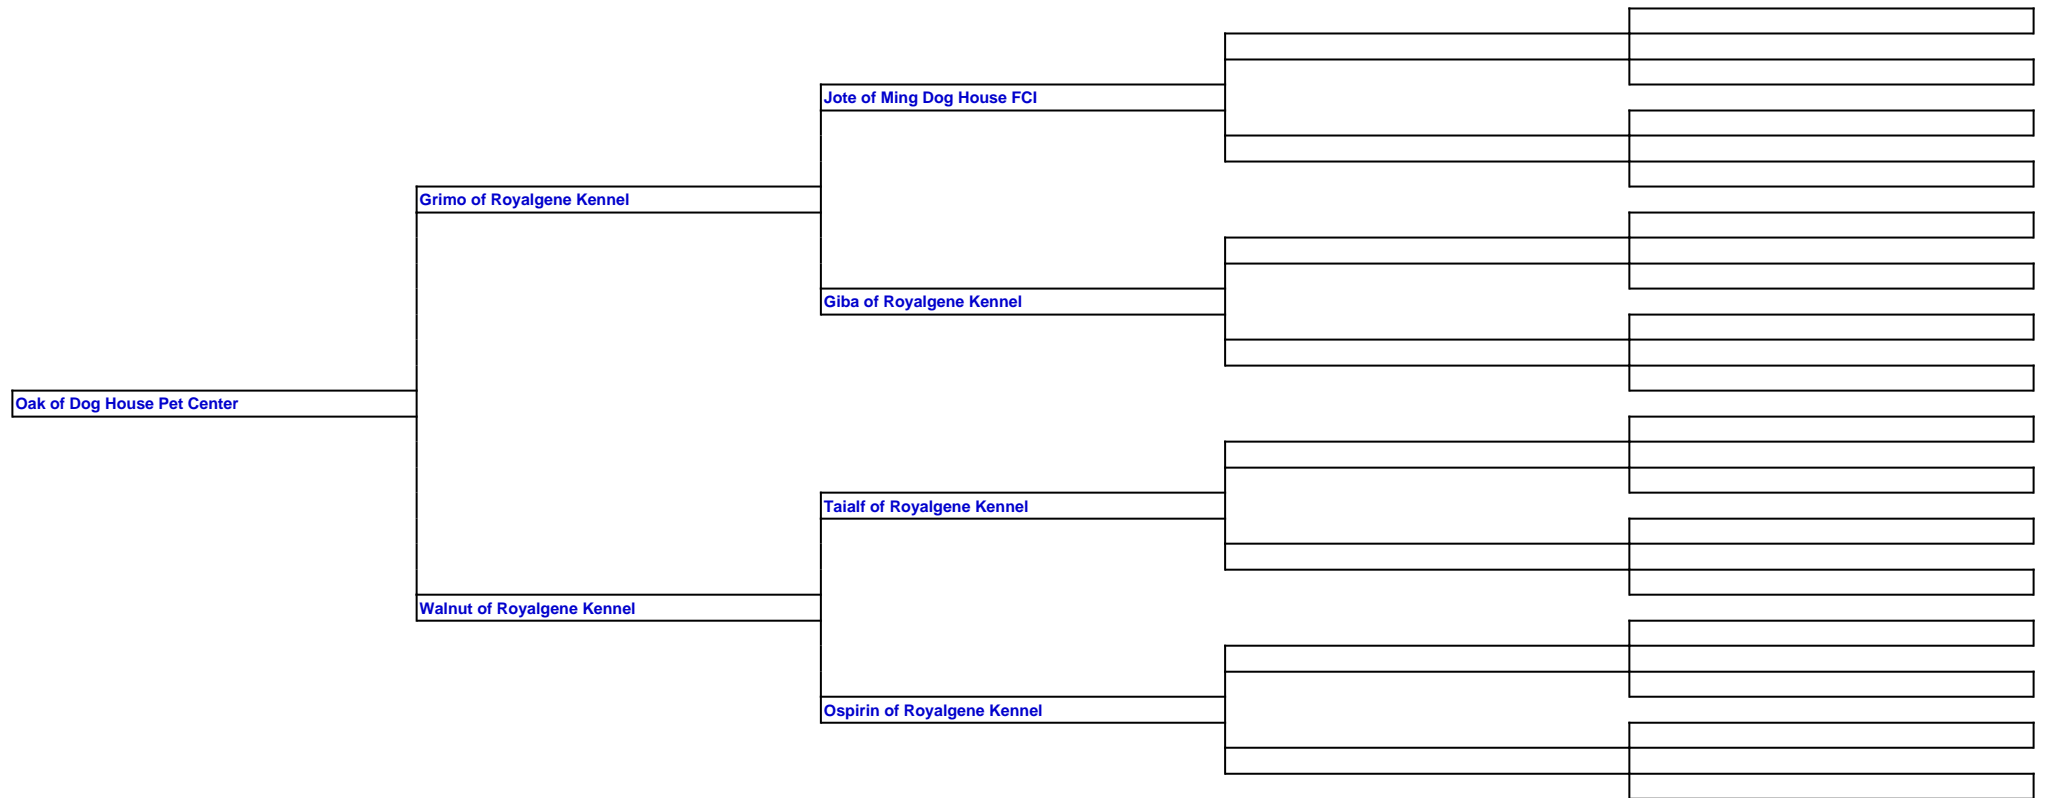 Jote of Ming Dog House FCI
Grimo of Royalgene Kennel
Giba of Royalgene Kennel
Oak of Dog House Pet Center
Taialf of Royalgene Kennel
Walnut of Royalgene Kennel
Ospirin of Royalgene Kennel